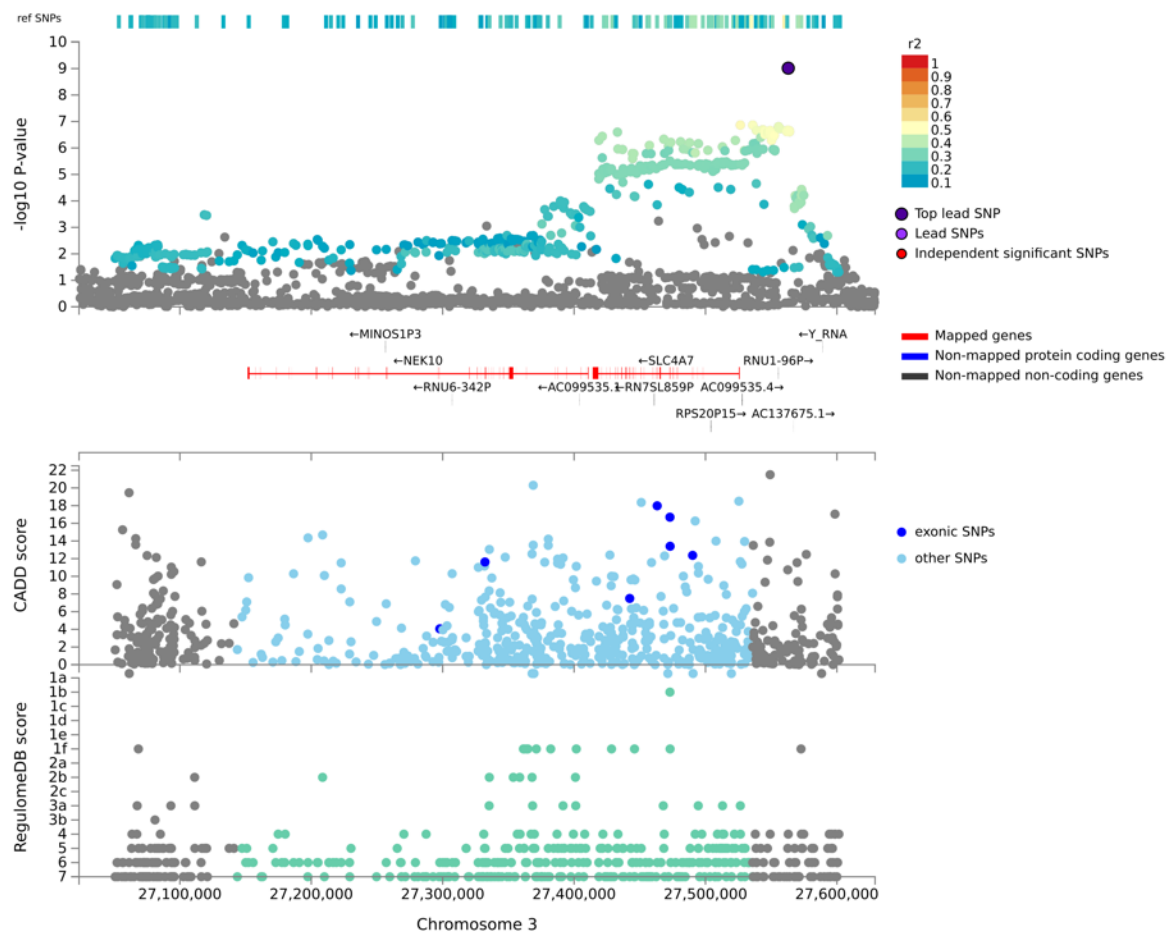 ref SNPs
10
9
8
7
6
5
4
3
2
1
0
-log10 P-value
r2
1
0.9
0.8
0.7
0.6
0.5
0.4
0.3
0.2
0.1
Top lead SNP
Lead SNPs
Independent significant SNPs
←MINOS1P3
←Y_RNA
←NEK10
←SLC4A7
RNU1-96P→
←RNU6-342P
←AC099535.1
←RN7SL859P
AC099535.4→
RPS20P15→
AC137675.1→
Mapped genes
Non-mapped protein coding genes
Non-mapped non-coding genes
22
20
18
16
14
12
10
8
6
4
2
0
CADD score
exonic SNPs
other SNPs
1a
1b
1c
1d
1e
1f
2a
2b
2c
3a
3b
4
5
6
7
RegulomeDB score
27,100,000
27,200,000
27,300,000
27,400,000
27,500,000
27,600,000
Chromosome 3